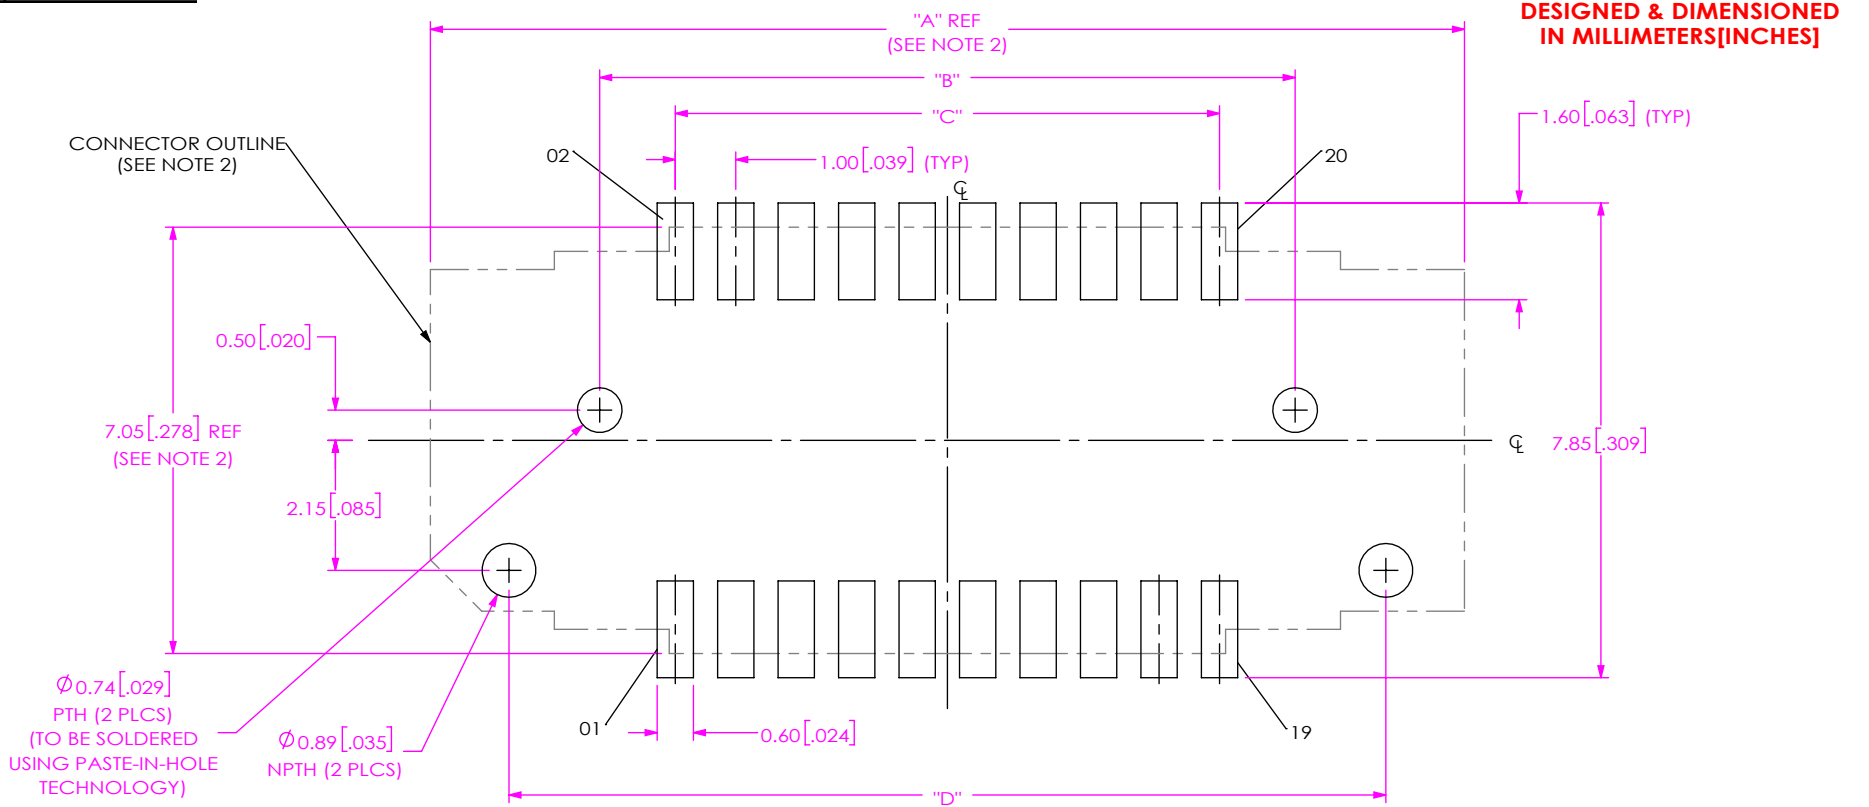 "A" REF
(SEE NOTE 2)
DESIGNED & DIMENSIONED
IN MILLIMETERS[INCHES]
"B"
"C"
1.60[.063] (TYP)
CONNECTOR OUTLINE
(SEE NOTE 2)
02
1.00[.039] (TYP)
20
℄
0.50[.020]
7.05[.278] REF
(SEE NOTE 2)
℄
7.85[.309]
2.15[.085]
Ø0.74[.029]
PTH (2 PLCS)
(TO BE SOLDERED
USING PASTE-IN-HOLE
TECHNOLOGY)
Ø0.89[.035]
NPTH (2 PLCS)
01
0.60[.024]
19
"D"